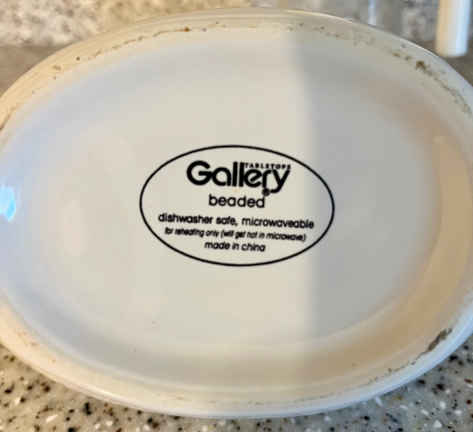 TABLETOPS
Gallery®
beaded
dishwasher safe, microwaveable
for reheating only (will get hot in microwave)
made in china